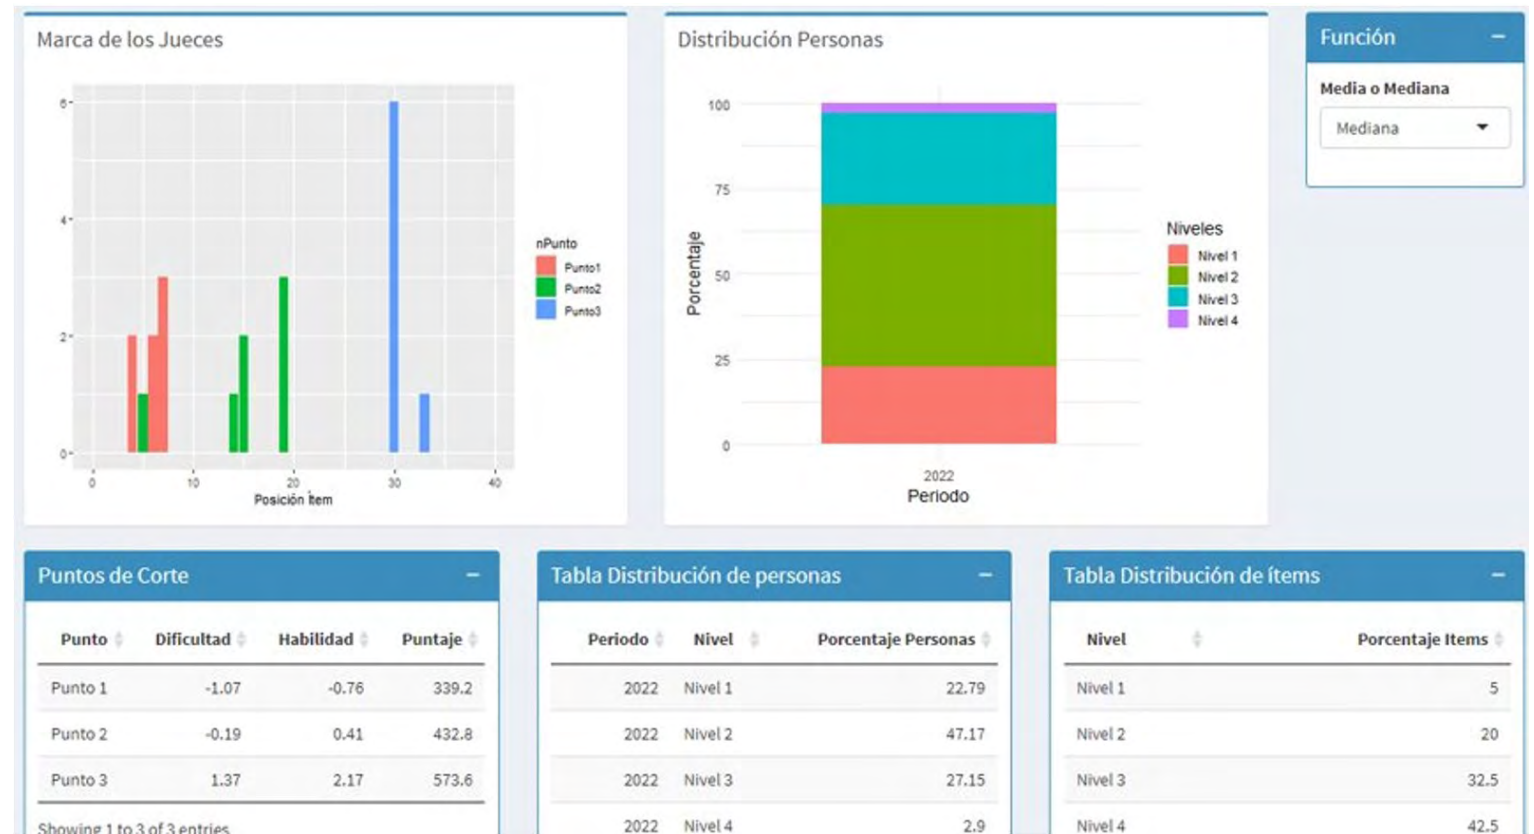 Marca de los Jueces
6
4
2
0
0 10 20 30 40
Posición Ítem
nPunto
Punto1
Punto2
Punto3
Distribución Personas
Porcentaje
100
75
50
25
0
2022
Periodo
Niveles
Nivel 1
Nivel 2
Nivel 3
Nivel 4
Función
Media o Mediana
Mediana
Puntos de Corte
Punto Dificultad Habilidad Puntaje
Punto 1 -1.07 -0.76 339.2
Punto 2 -0.19 0.41 432.8
Punto 3 1.37 2.17 573.6
Showing 1 to 3 of 3 entries
Tabla Distribución de personas
Periodo Nivel Porcentaje Personas
2022 Nivel 1 22.79
2022 Nivel 2 47.17
2022 Nivel 3 27.15
2022 Nivel 4 2.9
Tabla Distribución de ítems
Nivel Porcentaje Items
Nivel 1 5
Nivel 2 20
Nivel 3 32.5
Nivel 4 42.5